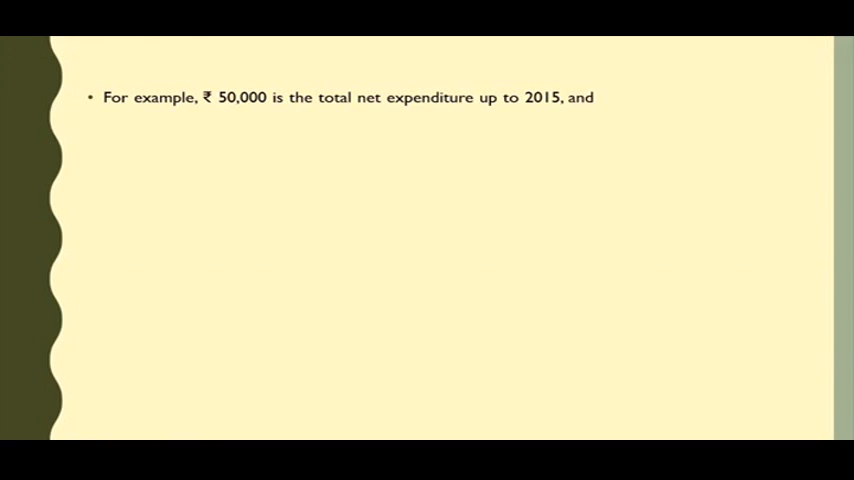 • For example, ₹ 50,000 is the total net expenditure up to 2015, and